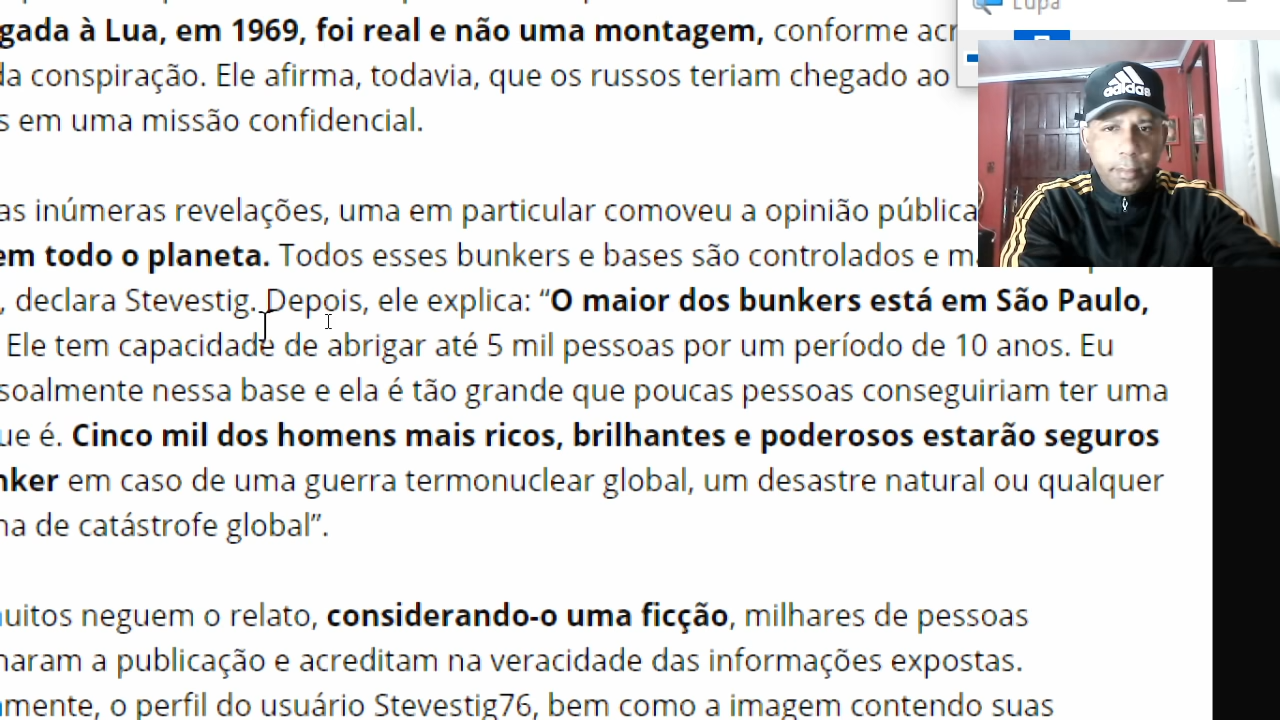 Lupa
gada à Lua, em 1969, foi real e não uma montagem, conforme acr
da conspiração. Ele afirma, todavia, que os russos teriam chegado ao
s em uma missão confidencial.
as inúmeras revelações, uma em particular comoveu a opinião pública
em todo o planeta. Todos esses bunkers e bases são controlados e m
, declara Stevestig. Depois, ele explica: “O maior dos bunkers está em São Paulo,
Ele tem capacidade de abrigar até 5 mil pessoas por um período de 10 anos. Eu
soalmente nessa base e ela é tão grande que poucas pessoas conseguiriam ter uma
ue é. Cinco mil dos homens mais ricos, brilhantes e poderosos estarão seguros
nker em caso de uma guerra termonuclear global, um desastre natural ou qualquer
na de catástrofe global”.
uitos neguem o relato, considerando-o uma ficção, milhares de pessoas
haram a publicação e acreditam na veracidade das informações expostas.
amente, o perfil do usuário Stevestig76, bem como a imagem contendo suas
adidas